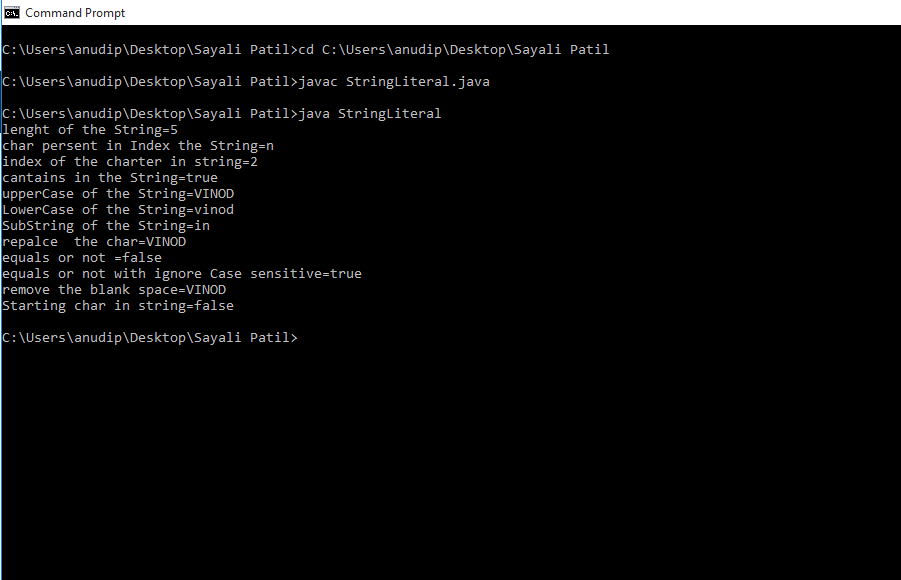 Command Prompt
C:\Users\anudip\Desktop\Sayali Patil>cd C:\Users\anudip\Desktop\Sayali Patil
C:\Users\anudip\Desktop\Sayali Patil>javac StringLiteral.java
C:\Users\anudip\Desktop\Sayali Patil>java StringLiteral
lenght of the String=5
char persent in Index the String=n
index of the charter in string=2
cantains in the String=true
upperCase of the String=VINOD
LowerCase of the String=vinod
SubString of the String=in
repalce  the char=VINOD
equals or not =false
equals or not with ignore Case sensitive=true
remove the blank space=VINOD
Starting char in string=false
C:\Users\anudip\Desktop\Sayali Patil>